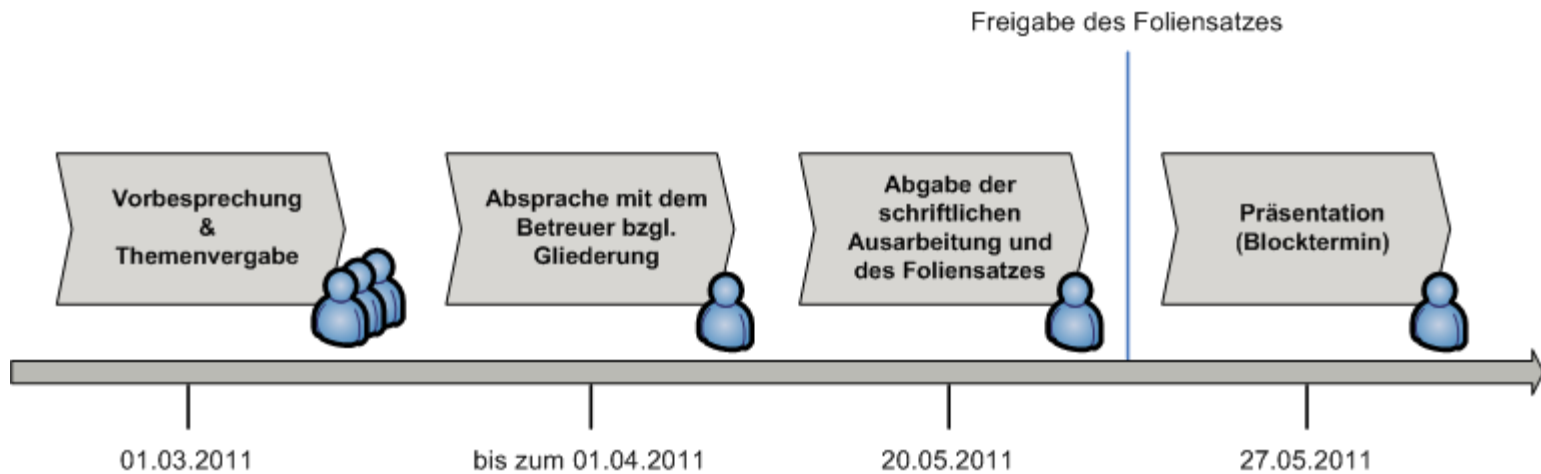 Freigabe des Foliensatzes
Vorbesprechung
&
Themenvergabe
Absprache mit dem
Betreuer bzgl.
Gliederung
Abgabe der
schriftlichen
Ausarbeitung und
des Foliensatzes
Präsentation
(Blocktermin)
01.03.2011
bis zum 01.04.2011
20.05.2011
27.05.2011